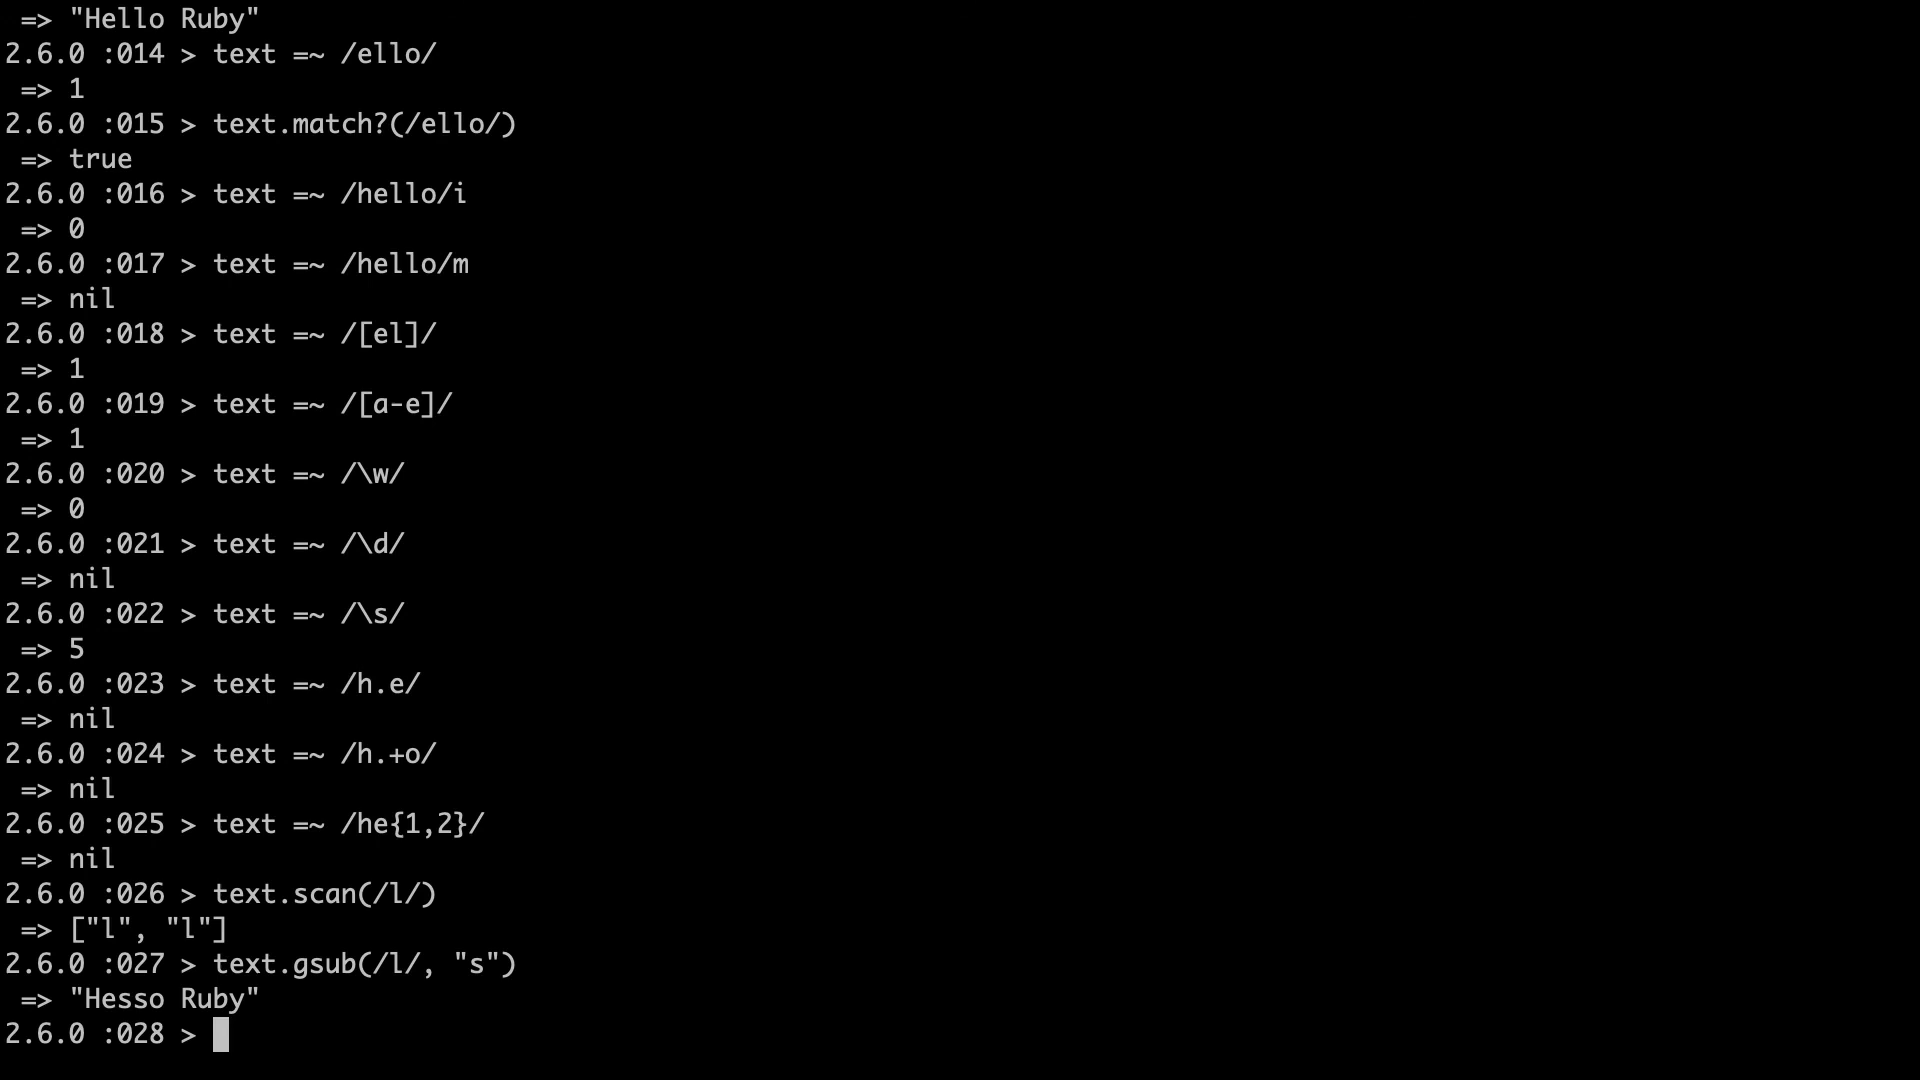 => "Hello Ruby"
2.6.0 :014 > text =~ /ello/
=> 1
2.6.0 :015 > text.match?(/ello/)
=> true
2.6.0 :016 > text =~ /hello/i
=> 0
2.6.0 :017 > text =~ /hello/m
=> nil
2.6.0 :018 > text =~ /[el]/
=> 1
2.6.0 :019 > text =~ /[a-e]/
=> 1
2.6.0 :020 > text =~ /\w/
=> 0
2.6.0 :021 > text =~ /\d/
=> nil
2.6.0 :022 > text =~ /\s/
=> 5
2.6.0 :023 > text =~ /h.e/
=> nil
2.6.0 :024 > text =~ /h.+o/
=> nil
2.6.0 :025 > text =~ /he{1,2}/
=> nil
2.6.0 :026 > text.scan(/l/)
=> ["l", "l"]
2.6.0 :027 > text.gsub(/l/, "s")
=> "Hesso Ruby"
2.6.0 :028 >